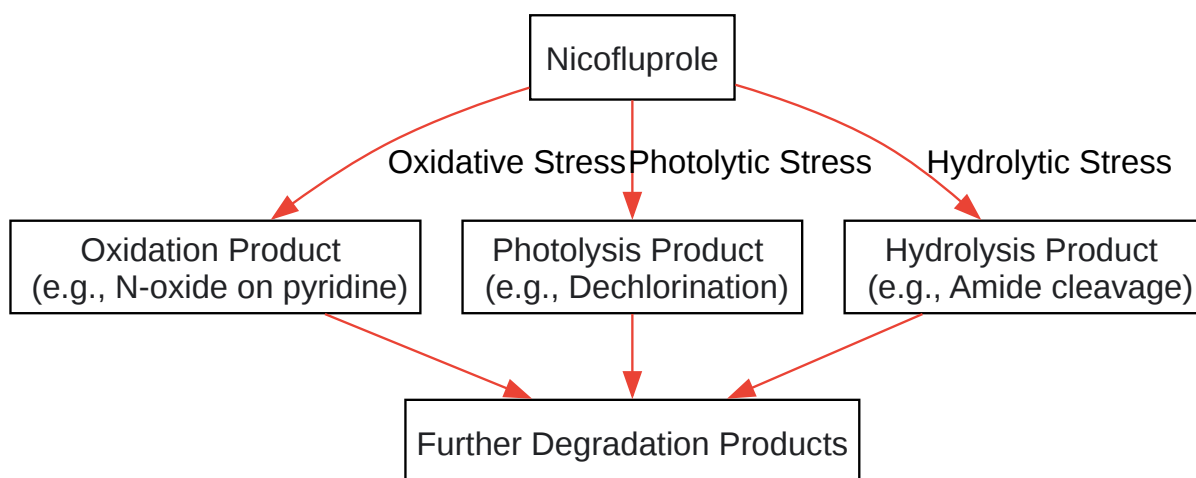 Nicofluprole
Oxidative Stress
Photolytic Stress
Hydrolytic Stress
Oxidation Product
(e.g., N-oxide on pyridine)
Photolysis Product
(e.g., Dechlorination)
Hydrolysis Product
(e.g., Amide cleavage)
Further Degradation Products